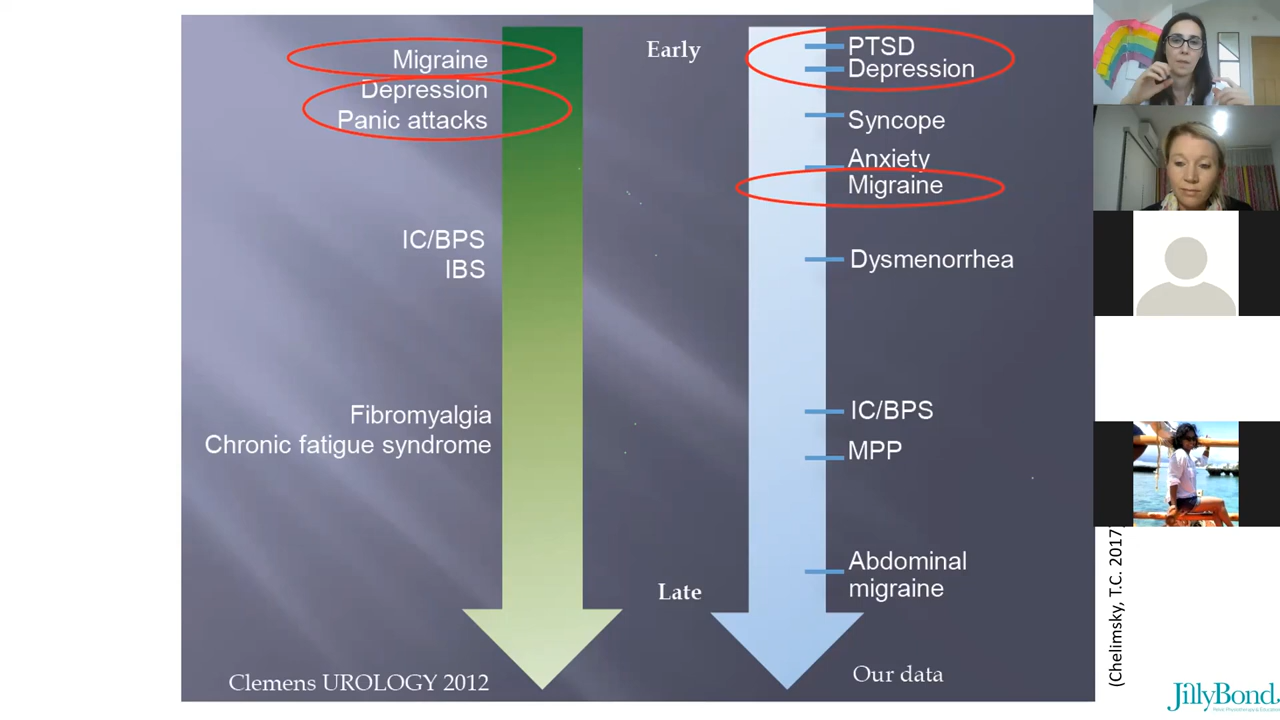 Migraine
Depression
Panic attacks
IC/BPS
IBS
Fibromyalgia
Chronic fatigue syndrome
Clemens UROLOGY 2012
Early
Late
PTSD
Depression
Syncope
Anxiety
Migraine
Dysmenorrhea
IC/BPS
MPP
Abdominal
migraine
Our data
(Chelimsky, T.C. 2017)
JillyBond.